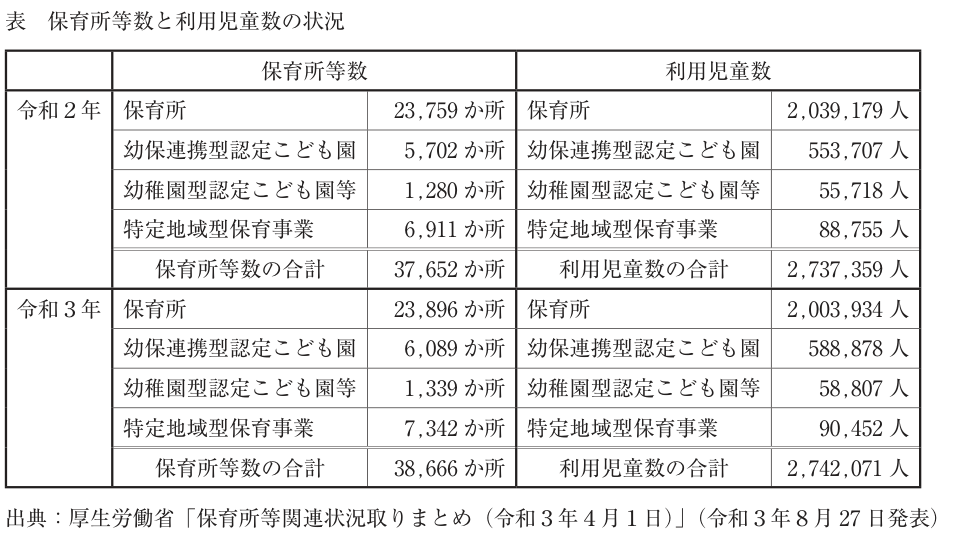 表　保育所等数と利用児童数の状況
保育所等数　利用児童数
令和２年　保育所　23,759 か所　保育所　2,039,179 人
幼保連携型認定こども園　5,702 か所　幼保連携型認定こども園　553,707 人
幼稚園型認定こども園等　1,280 か所　幼稚園型認定こども園等　55,718 人
特定地域型保育事業　6,911 か所　特定地域型保育事業　88,755 人
保育所等数の合計　37,652 か所　利用児童数の合計　2,737,359 人
令和３年　保育所　23,896 か所　保育所　2,003,934 人
幼保連携型認定こども園　6,089 か所　幼保連携型認定こども園　588,878 人
幼稚園型認定こども園等　1,339 か所　幼稚園型認定こども園等　58,807 人
特定地域型保育事業　7,342 か所　特定地域型保育事業　90,452 人
保育所等数の合計　38,666 か所　利用児童数の合計　2,742,071 人
出典：厚生労働省「保育所等関連状況取りまとめ（令和３年４月１日）」（令和３年８月 27 日発表）